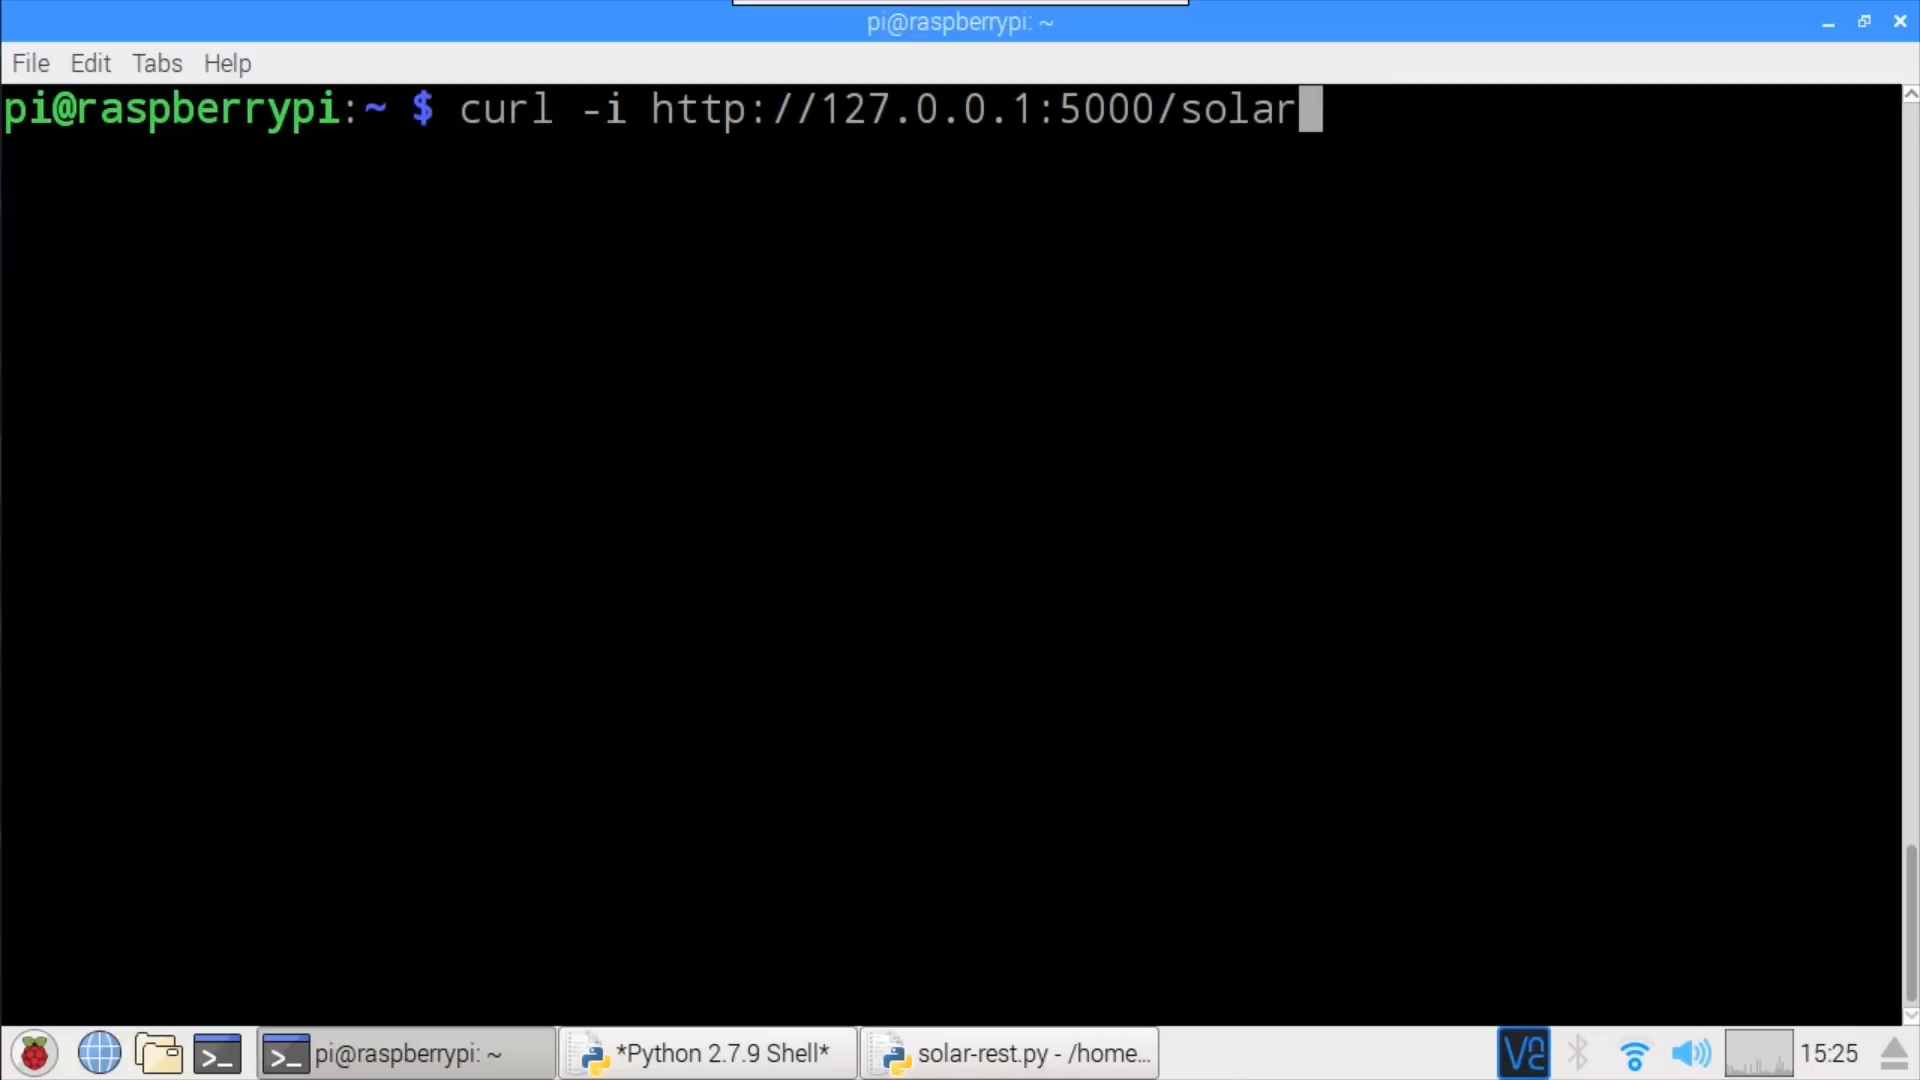 pi@raspberrypi: ~
File Edit Tabs Help
pi@raspberrypi:~ $ curl -i http://127.0.0.1:5000/solar
pi@raspberrypi: ~
*Python 2.7.9 Shell*
solar-rest.py - /home...
15:25